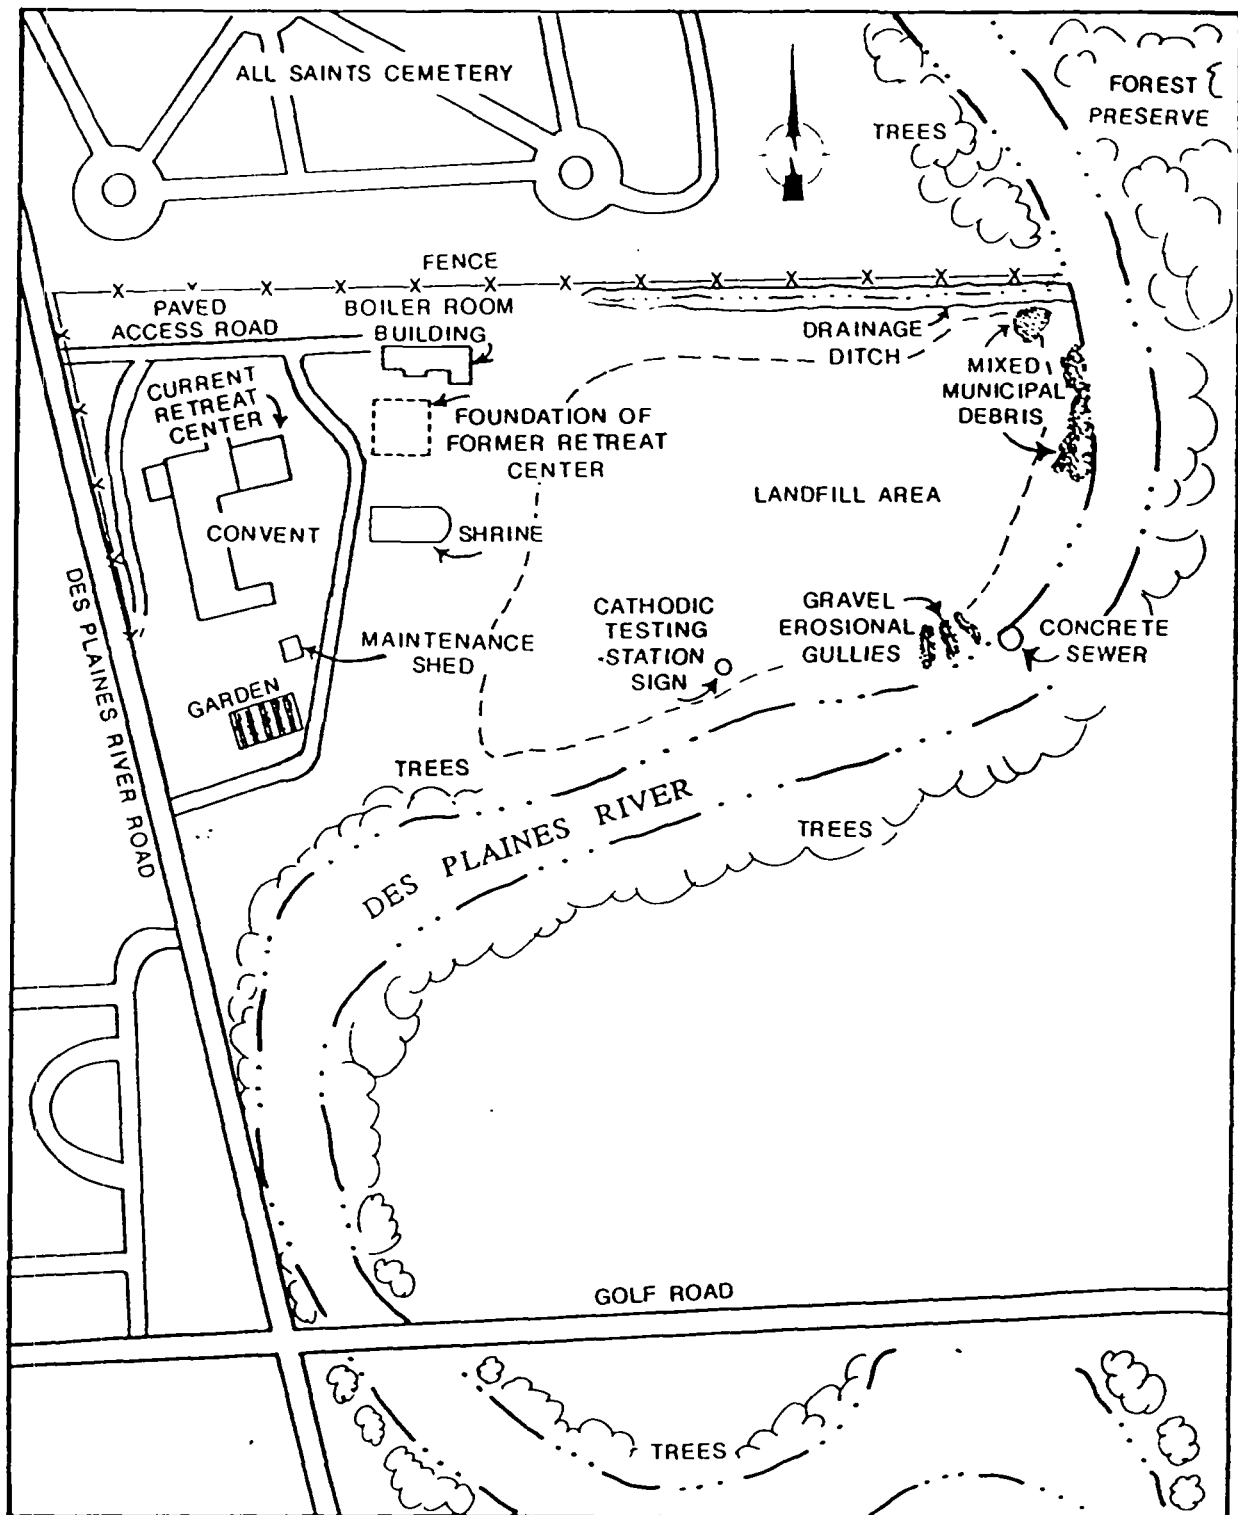 ALL SAINTS CEMETERY
FOREST
PRESERVE
TREES
FENCE
PAVED
ACCESS ROAD
BOILER ROOM
BUILDING
DRAINAGE
DITCH
MIXED
MUNICIPAL
DEBRIS
CURRENT
RETREAT
CENTER
FOUNDATION OF
FORMER RETREAT
CENTER
LANDFILL AREA
CONVENT
SHRINE
CATHODIC
TESTING
STATION
SIGN
GRAVEL
EROSIONAL
GULLIES
CONCRETE
SEWER
MAINTENANCE
SHED
GARDEN
DES PLAINES RIVER ROAD
TREES
DES PLAINES RIVER
TREES
GOLF ROAD
TREES